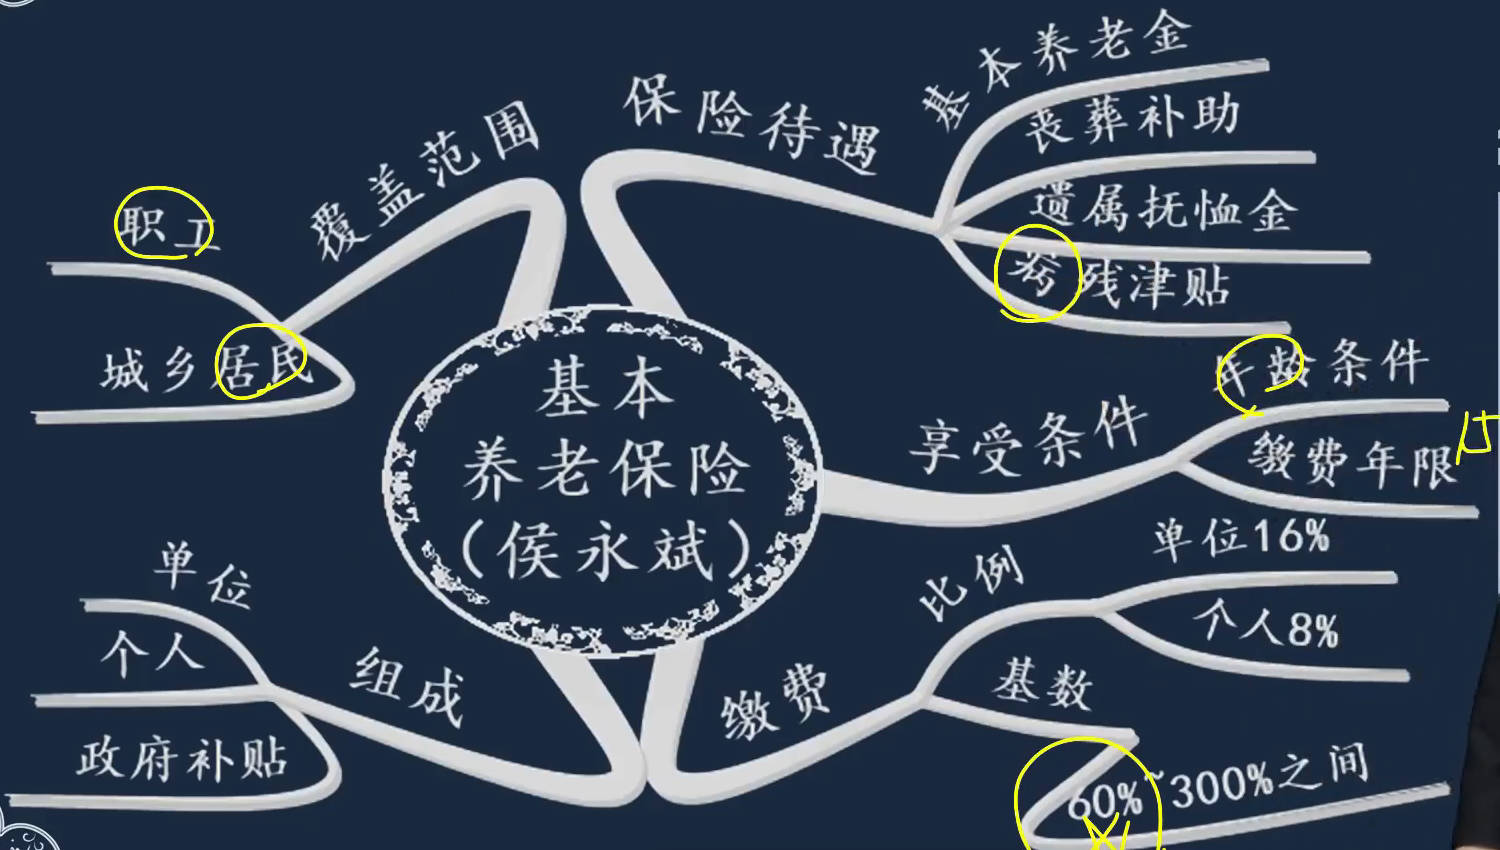 基本
养老保险
（侯永斌）
覆盖范围
职工
城乡居民
保险待遇
基本养老金
丧葬补助
遗属抚恤金
病残津贴
享受条件
年龄条件
缴费年限
缴费
比例
单位16%
个人8%
基数
60%~300%之间
组成
单位
个人
政府补贴